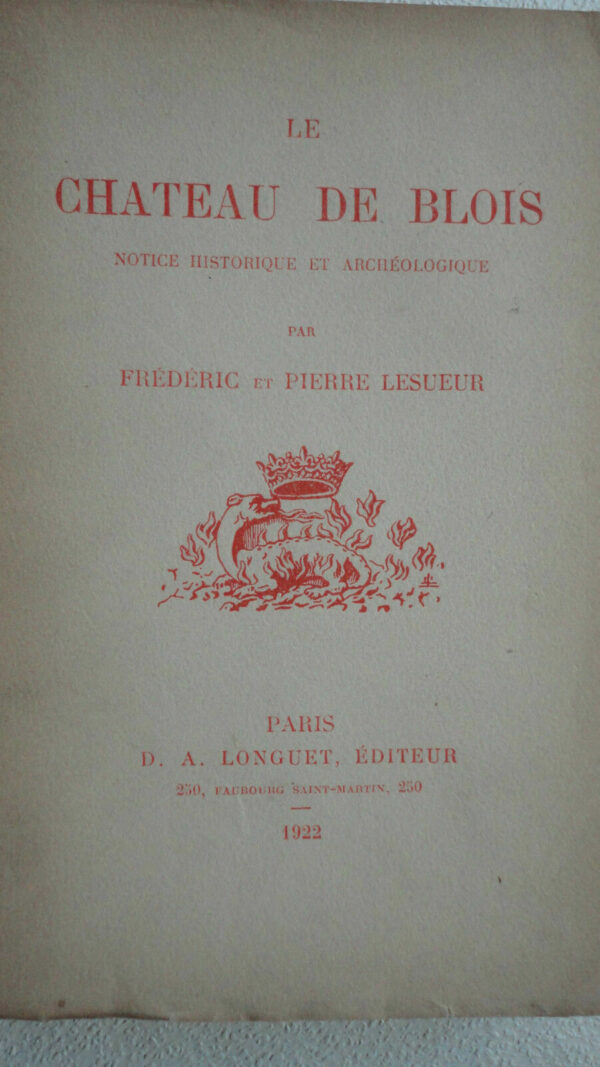 LE
CHATEAU DE BLOIS
NOTICE HISTORIQUE ET ARCHÉOLOGIQUE
PAR
FRÉDÉRIC ET PIERRE LESUEUR
PARIS
D. A. LONGUET, ÉDITEUR
250, FAUBOURG SAINT-MARTIN, 250
1922